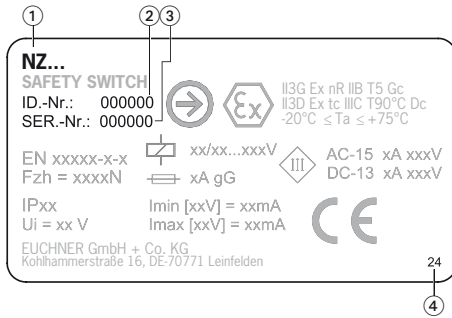 ① ② ③
NZ...
SAFETY SWITCH
ID.-Nr.: 000000
SER.-Nr.: 000000
Ex
II3G Ex nR IIB T5 Gc
II3D Ex tc IIIC T90°C Dc
-20°C ≤ Ta ≤ +75°C
EN xxxxx-x-x
Fzh = xxxxN
xx/xx...xxxV
xA gG
III
AC-15 xA xxxV
DC-13 xA xxxV
IPxx
Ui = xx V
Imin [xxV] = xxmA
Imax [xxV] = xxmA
CE
EUCHNER GmbH + Co. KG
Kohlhammerstraße 16, DE-70771 Leinfelden
24
④